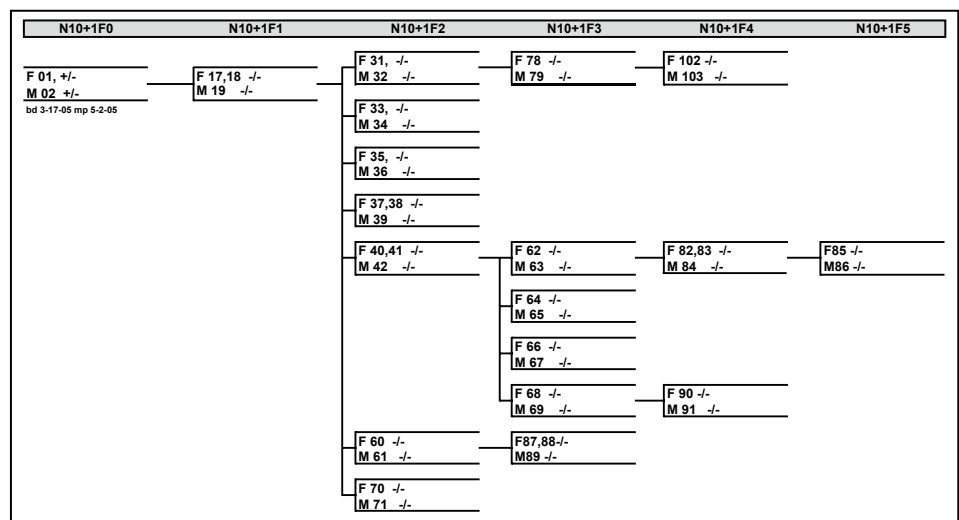 N10+1F0 N10+1F1 N10+1F2 N10+1F3 N10+1F4 N10+1F5
F 01, +/-
M 02 +/-
bd 3-17-05 mp 5-2-05
F 17,18 -/-
M 19 -/-
F 31, -/-
M 32 -/-
F 78 -/-
M 79 -/-
F 102 -/-
M 103 -/-
F 33, -/-
M 34 -/-
F 35, -/-
M 36 -/-
F 37,38 -/-
M 39 -/-
F 40,41 -/-
M 42 -/-
F 62 -/-
M 63 -/-
F 82,83 -/-
M 84 -/-
F85 -/-
M86 -/-
F 64 -/-
M 65 -/-
F 66 -/-
M 67 -/-
F 68 -/-
M 69 -/-
F 90 -/-
M 91 -/-
F 60 -/-
M 61 -/-
F87,88-/-
M89 -/-
F 70 -/-
M 71 -/-